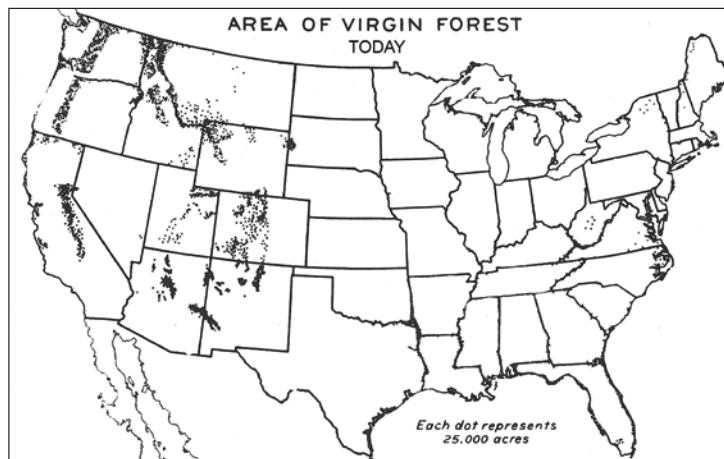 AREA OF VIRGIN FOREST
TODAY
Each dot represents
25.000 acres